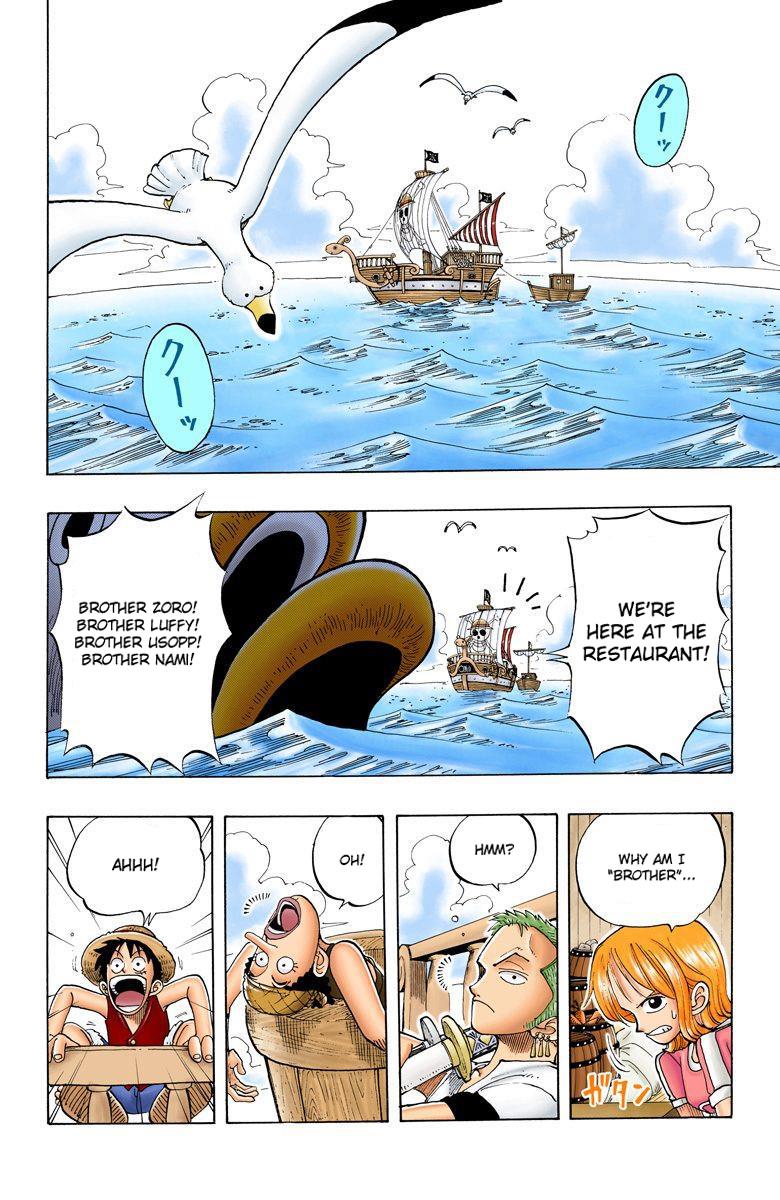 クーッ
クーッ
WE'RE
HERE AT THE
RESTAURANT!
BROTHER ZORO!
BROTHER LUFFY!
BROTHER USOPP!
BROTHER NAMI!
WHY AM I
"BROTHER"...
ガタン
HMM?
OH!
AHHH!